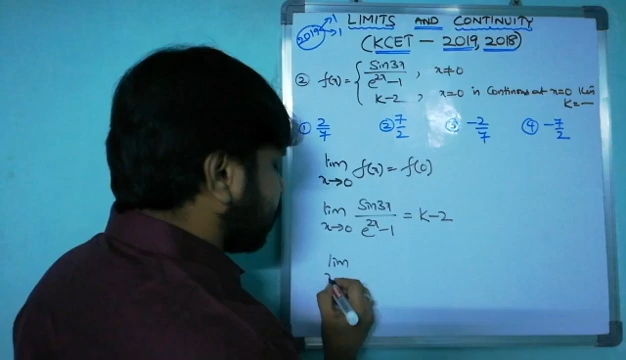 LIMITS AND CONTINUITY
2019 → 1
→ 1
(KCET — 2019, 2018)
② f(x) = { sin3x / e^2x − 1 , x ≠ 0
k−2 , x=0 is continous at x=0 then k = —
① 2/7 ② 7/2 ③ −2/7 ④ −7/2
lim x→0 f(x) = f(0)
lim x→0 sin3x / e^2x − 1 = k−2
lim
x